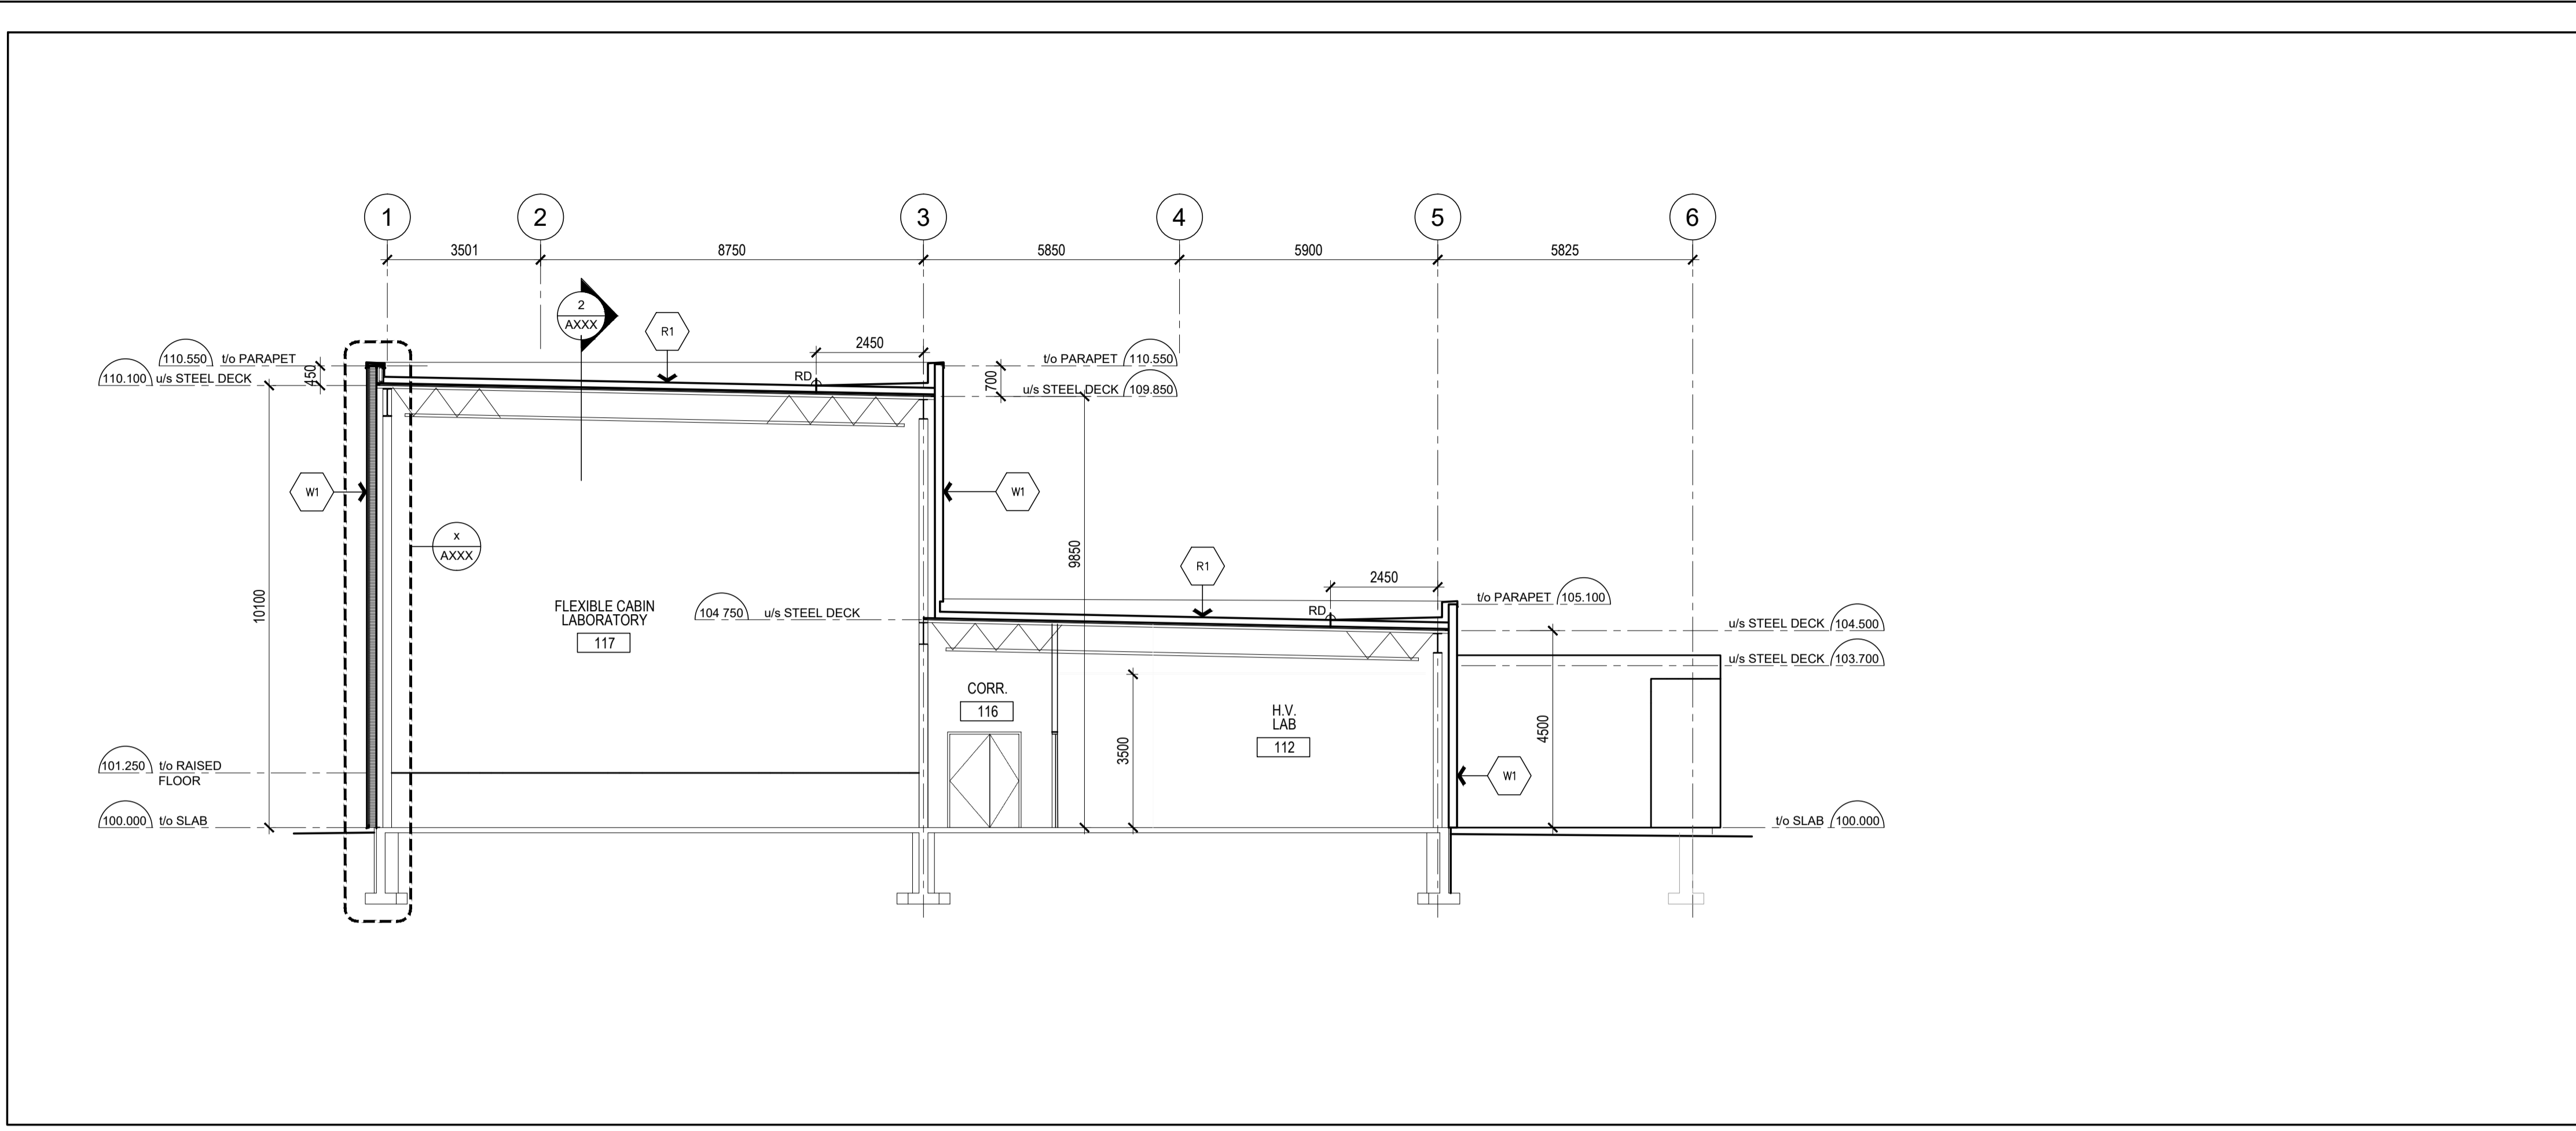 1
2
3
4
5
6
3501
8750
5850
5900
5825
2
AXXX
R1
2450
110.550 t/o PARAPET
110.100 u/s STEEL DECK
450
RD
t/o PARAPET 110.550
700
u/s STEEL DECK 109.850
W1
W1
x
AXXX
9850
R1
2450
10100
FLEXIBLE CABIN
LABORATORY
117
104 750 u/s STEEL DECK
RD
t/o PARAPET 105.100
u/s STEEL DECK 104.500
u/s STEEL DECK 103.700
CORR.
116
H.V.
LAB
112
3500
4500
W1
101.250 t/o RAISED
FLOOR
100.000 t/o SLAB
t/o SLAB 100.000